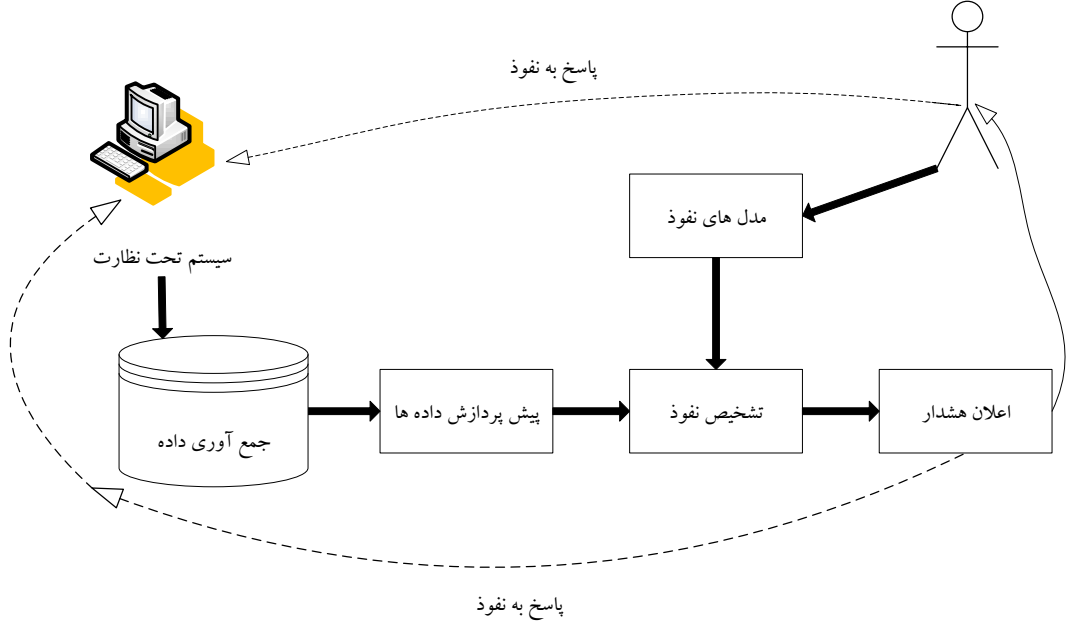 پاسخ به نفوذ
مدل های نفوذ
سیستم تحت نظارت
جمع آوری داده
پیش پردازش داده ها
تشخیص نفوذ
اعلان هشدار
پاسخ به نفوذ